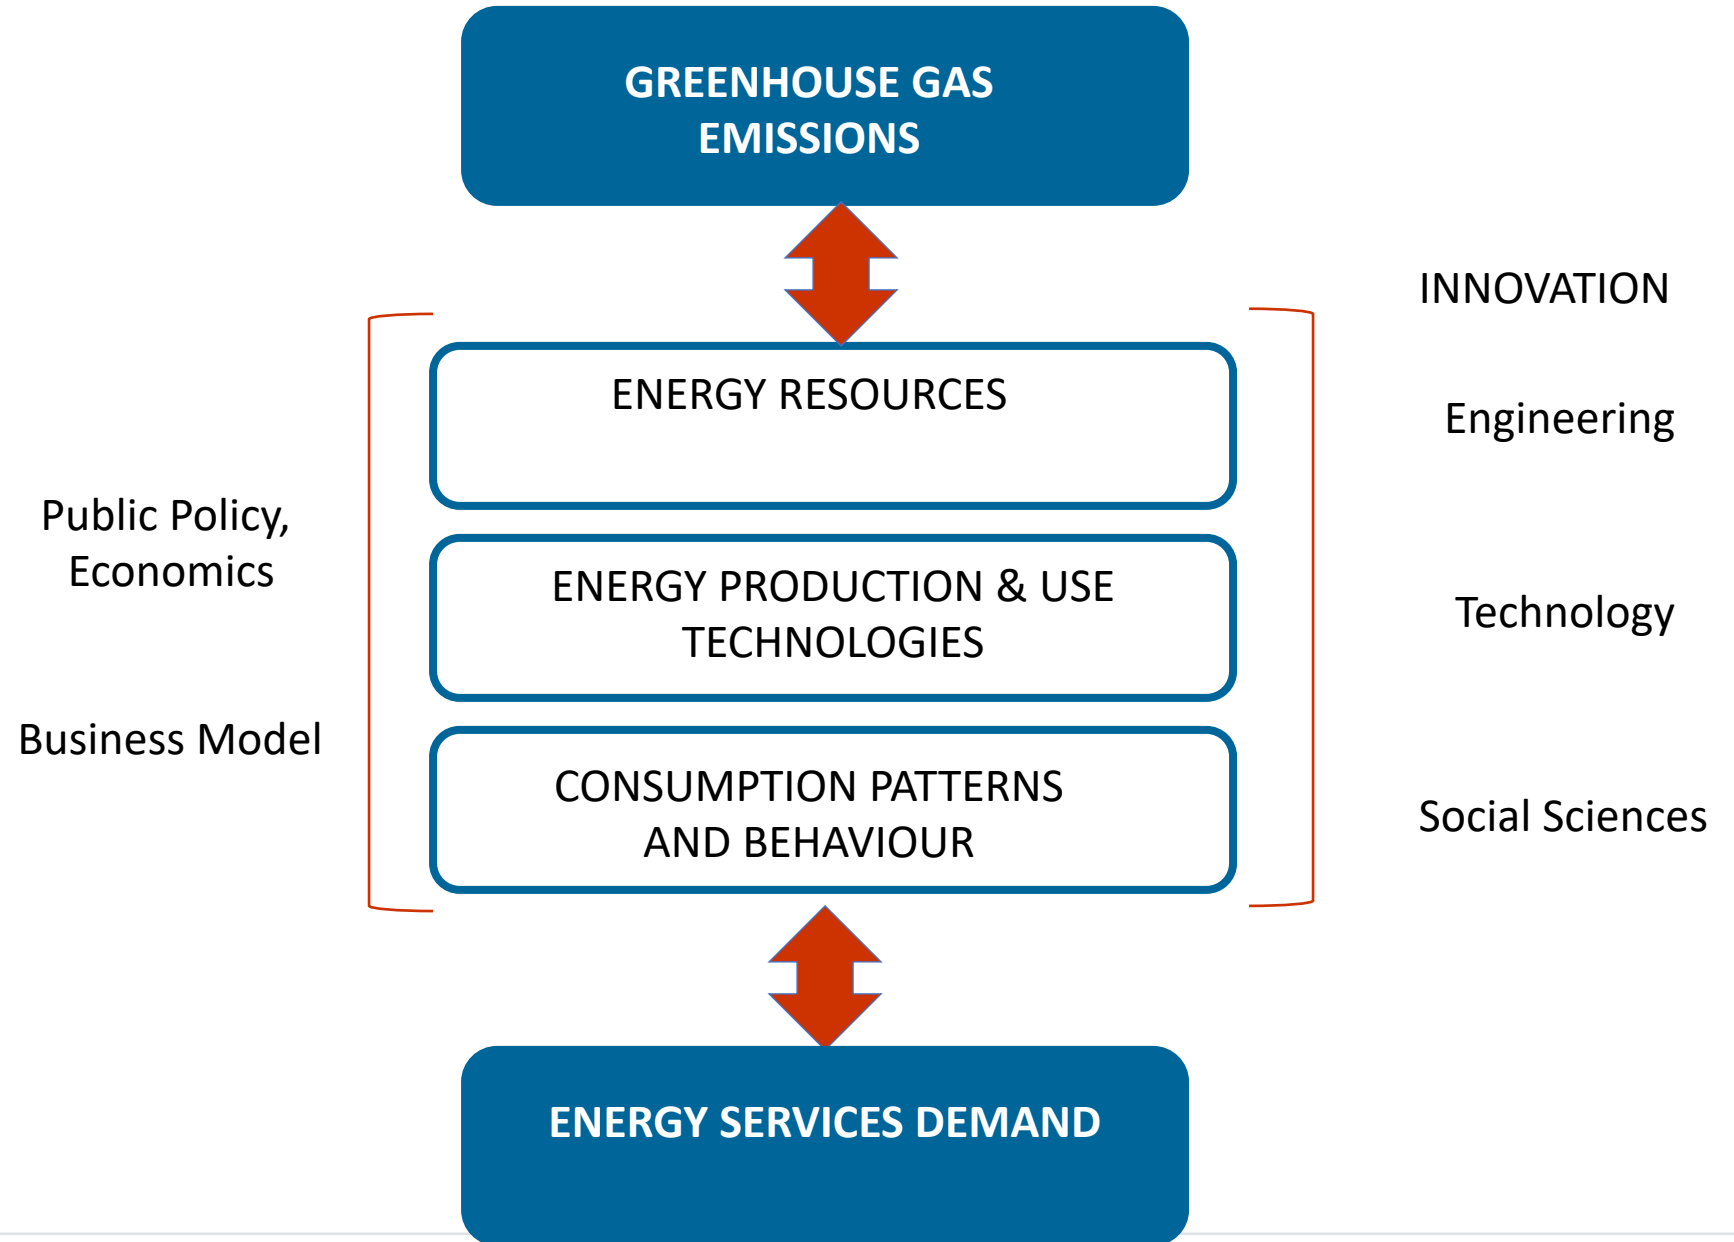 GREENHOUSE GAS
EMISSIONS
INNOVATION
ENERGY RESOURCES
Engineering
Public Policy,
Economics
ENERGY PRODUCTION & USE
TECHNOLOGIES
Technology
Business Model
CONSUMPTION PATTERNS
AND BEHAVIOUR
Social Sciences
ENERGY SERVICES DEMAND